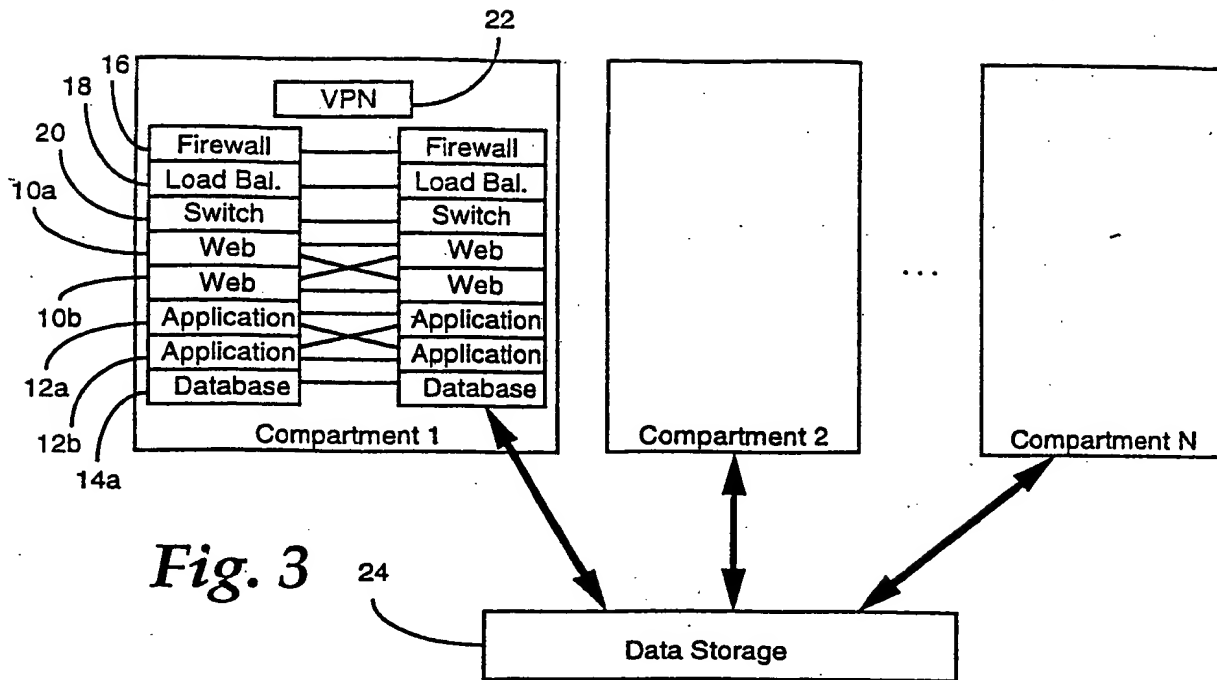 22
16
18
20
10a
10b
12a
12b
14a
VPN
Firewall
Load Bal.
Switch
Web
Web
Application
Application
Database
Firewall
Load Bal.
Switch
Web
Web
Application
Application
Database
Compartment 1
Compartment 2
...
Compartment N
Fig. 3
24
Data Storage